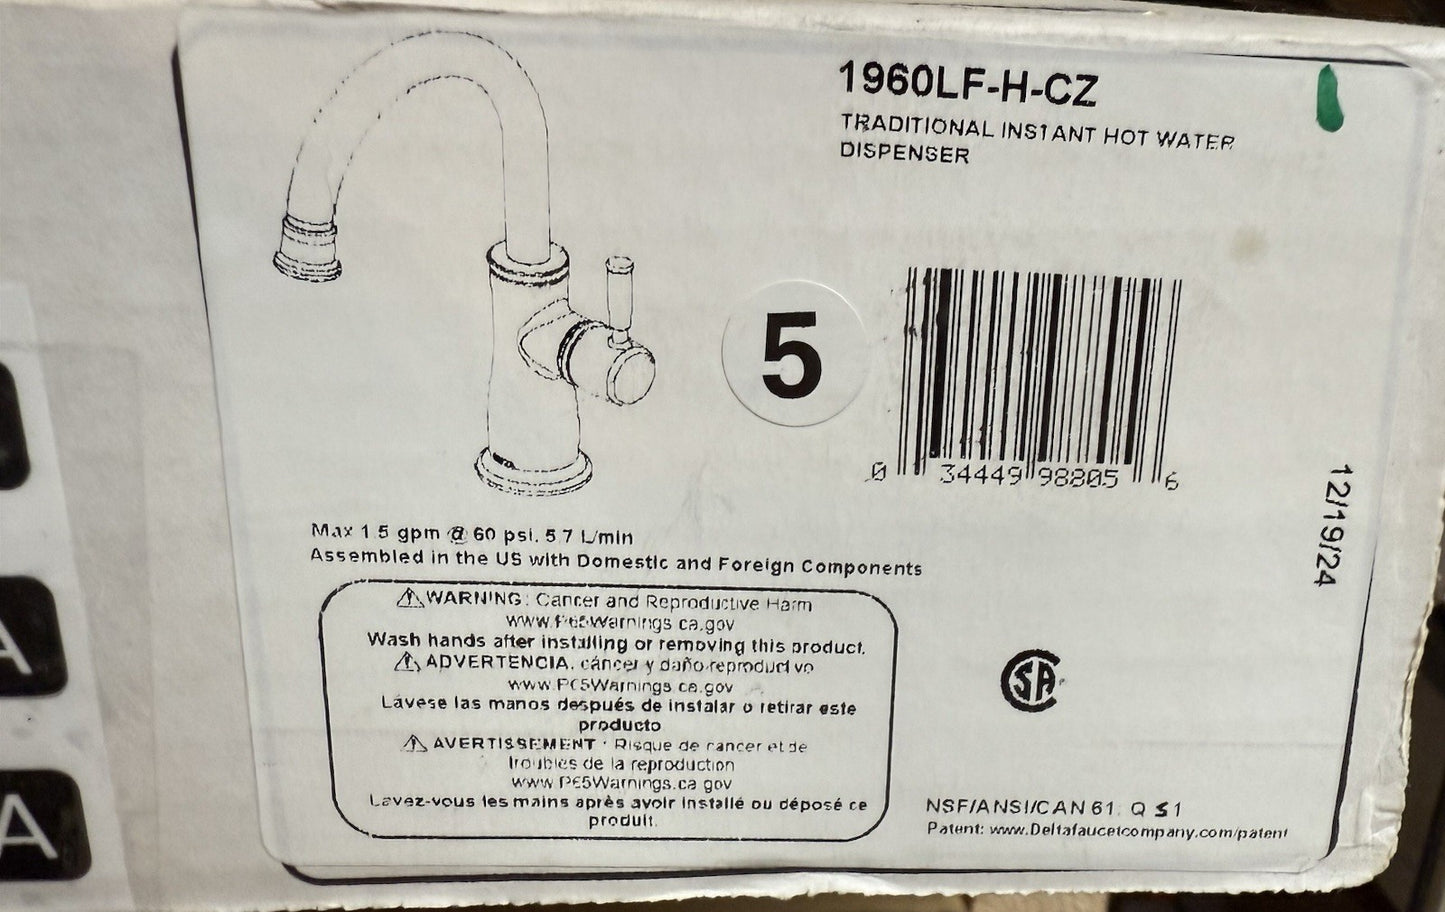 1960LF-H-CZ
TRADITIONAL INSTANT HOT WATER
DISPENSER
5
0 34449 98805 6
12/19/24
Max 1.5 gpm @ 60 psi. 5.7 L/min
Assembled in the US with Domestic and Foreign Components
WARNING: Cancer and Reproductive Harm
www.P65Warnings.ca.gov
Wash hands after installing or removing this product.
ADVERTENCIA. cáncer y daño reproductivo
www.P65Warnings.ca.gov
Lávese las manos después de instalar o retirar este
producto
AVERTISSEMENT : Risque de cancer et de
troubles de la reproduction
www.P65Warnings.ca.gov
Lavez-vous les mains après avoir installé ou déposé ce
produit.
CSA
NSF/ANSI/CAN 61: Q ≤ 1
Patent: www.Deltafaucetcompany.com/patent
A
A